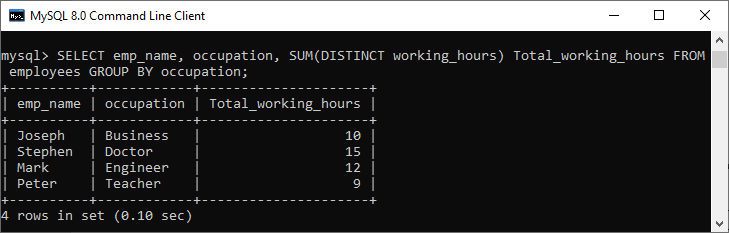 MySQL 8.0 Command Line Client
mysql> SELECT emp_name, occupation, SUM(DISTINCT working_hours) Total_working_hours FROM
 employees GROUP BY occupation;
+----------+------------+---------------------+
| emp_name | occupation | Total_working_hours |
+----------+------------+---------------------+
| Joseph   | Business   |                  10 |
| Stephen  | Doctor     |                  15 |
| Mark     | Engineer   |                  12 |
| Peter    | Teacher    |                   9 |
+----------+------------+---------------------+
4 rows in set (0.10 sec)